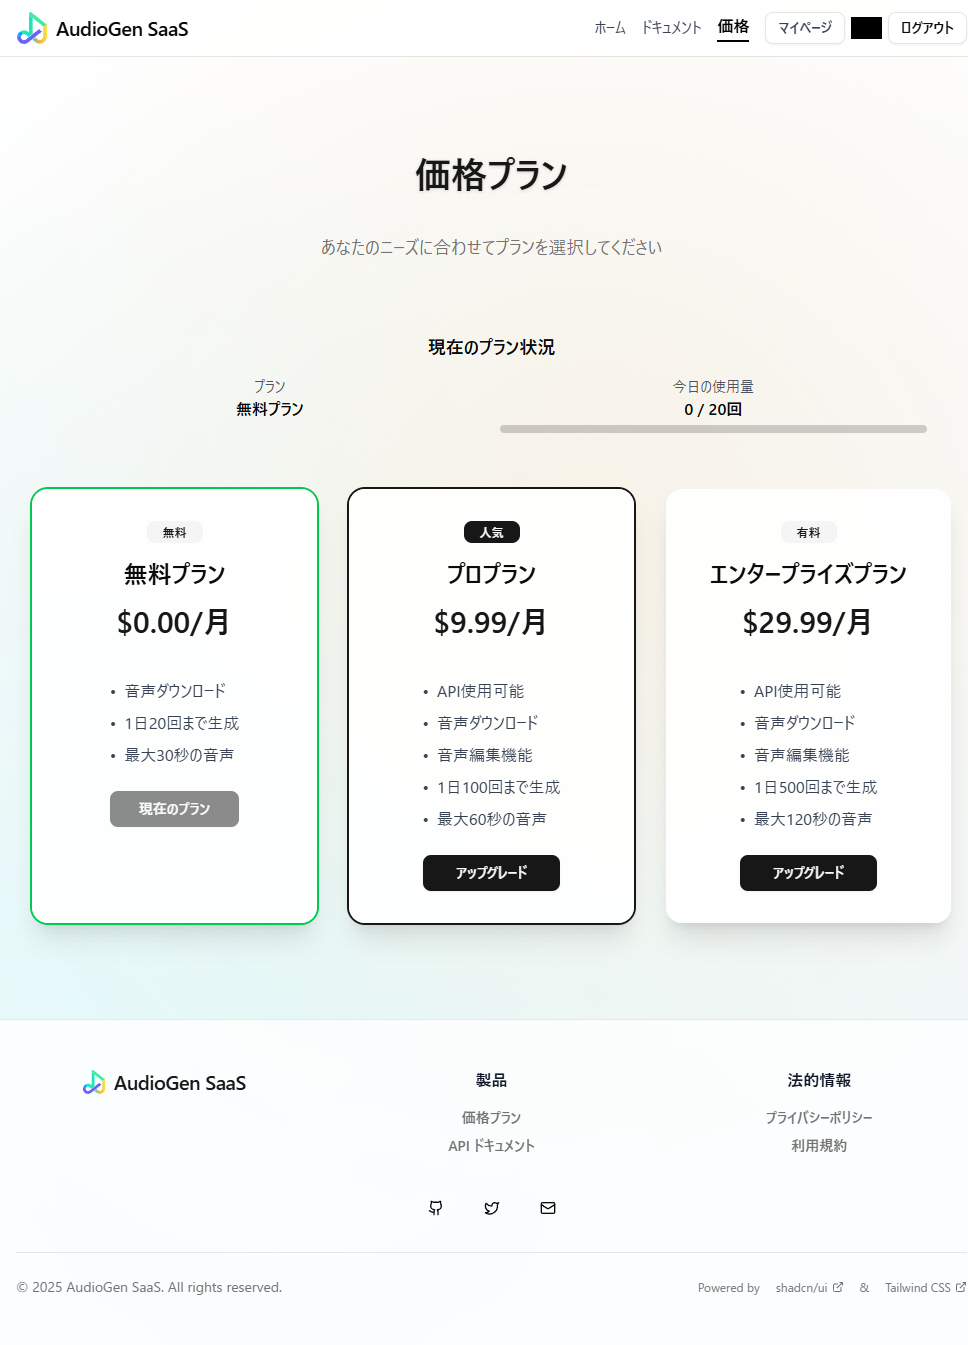 AudioGen SaaS
ホーム ドキュメント 価格 マイページ ログアウト
価格プラン
あなたのニーズに合わせてプランを選択してください
現在のプラン状況
プラン
無料プラン
今日の使用量
0 / 20回
無料
無料プラン
$0.00/月
• 音声ダウンロード
• 1日20回まで生成
• 最大30秒の音声
現在のプラン
人気
プロプラン
$9.99/月
• API使用可能
• 音声ダウンロード
• 音声編集機能
• 1日100回まで生成
• 最大60秒の音声
アップグレード
有料
エンタープライズプラン
$29.99/月
• API使用可能
• 音声ダウンロード
• 音声編集機能
• 1日500回まで生成
• 最大120秒の音声
アップグレード
AudioGen SaaS
製品
価格プラン
API ドキュメント
法的情報
プライバシーポリシー
利用規約
© 2025 AudioGen SaaS. All rights reserved.
Powered by shadcn/ui & Tailwind CSS